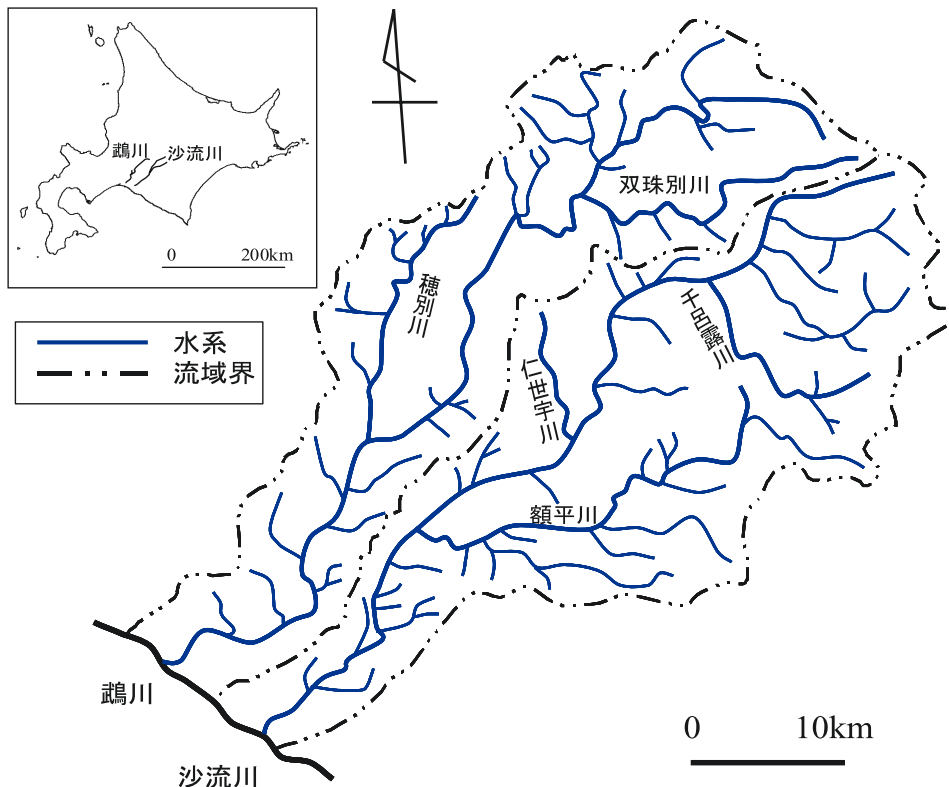 鵡川
沙流川
0
200km
水系
流域界
双珠別川
穂別川
千呂露川
仁世宇川
額平川
鵡川
沙流川
0
10km